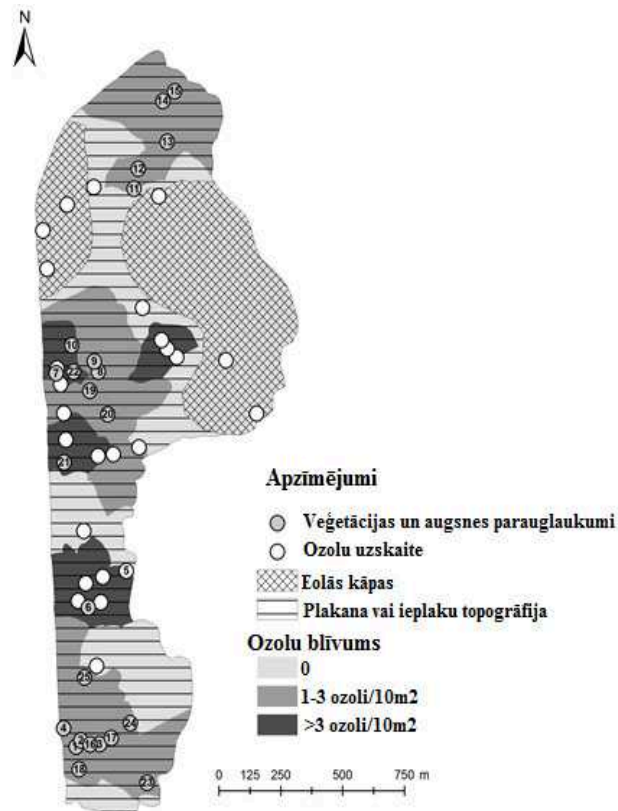 N
15
14
13
12
11
10
9
7
22
8
19
20
21
5
6
25
4
24
2
17
1
16
3
18
23
Apzīmējumi
Veģetācijas un augsnes parauglaukumi
Ozolu uzskaite
Eolās kāpas
Plakana vai ieplaku topogrāfija
Ozolu blīvums
0
1-3 ozoli/10m2
>3 ozoli/10m2
0 125 250 500 750 m